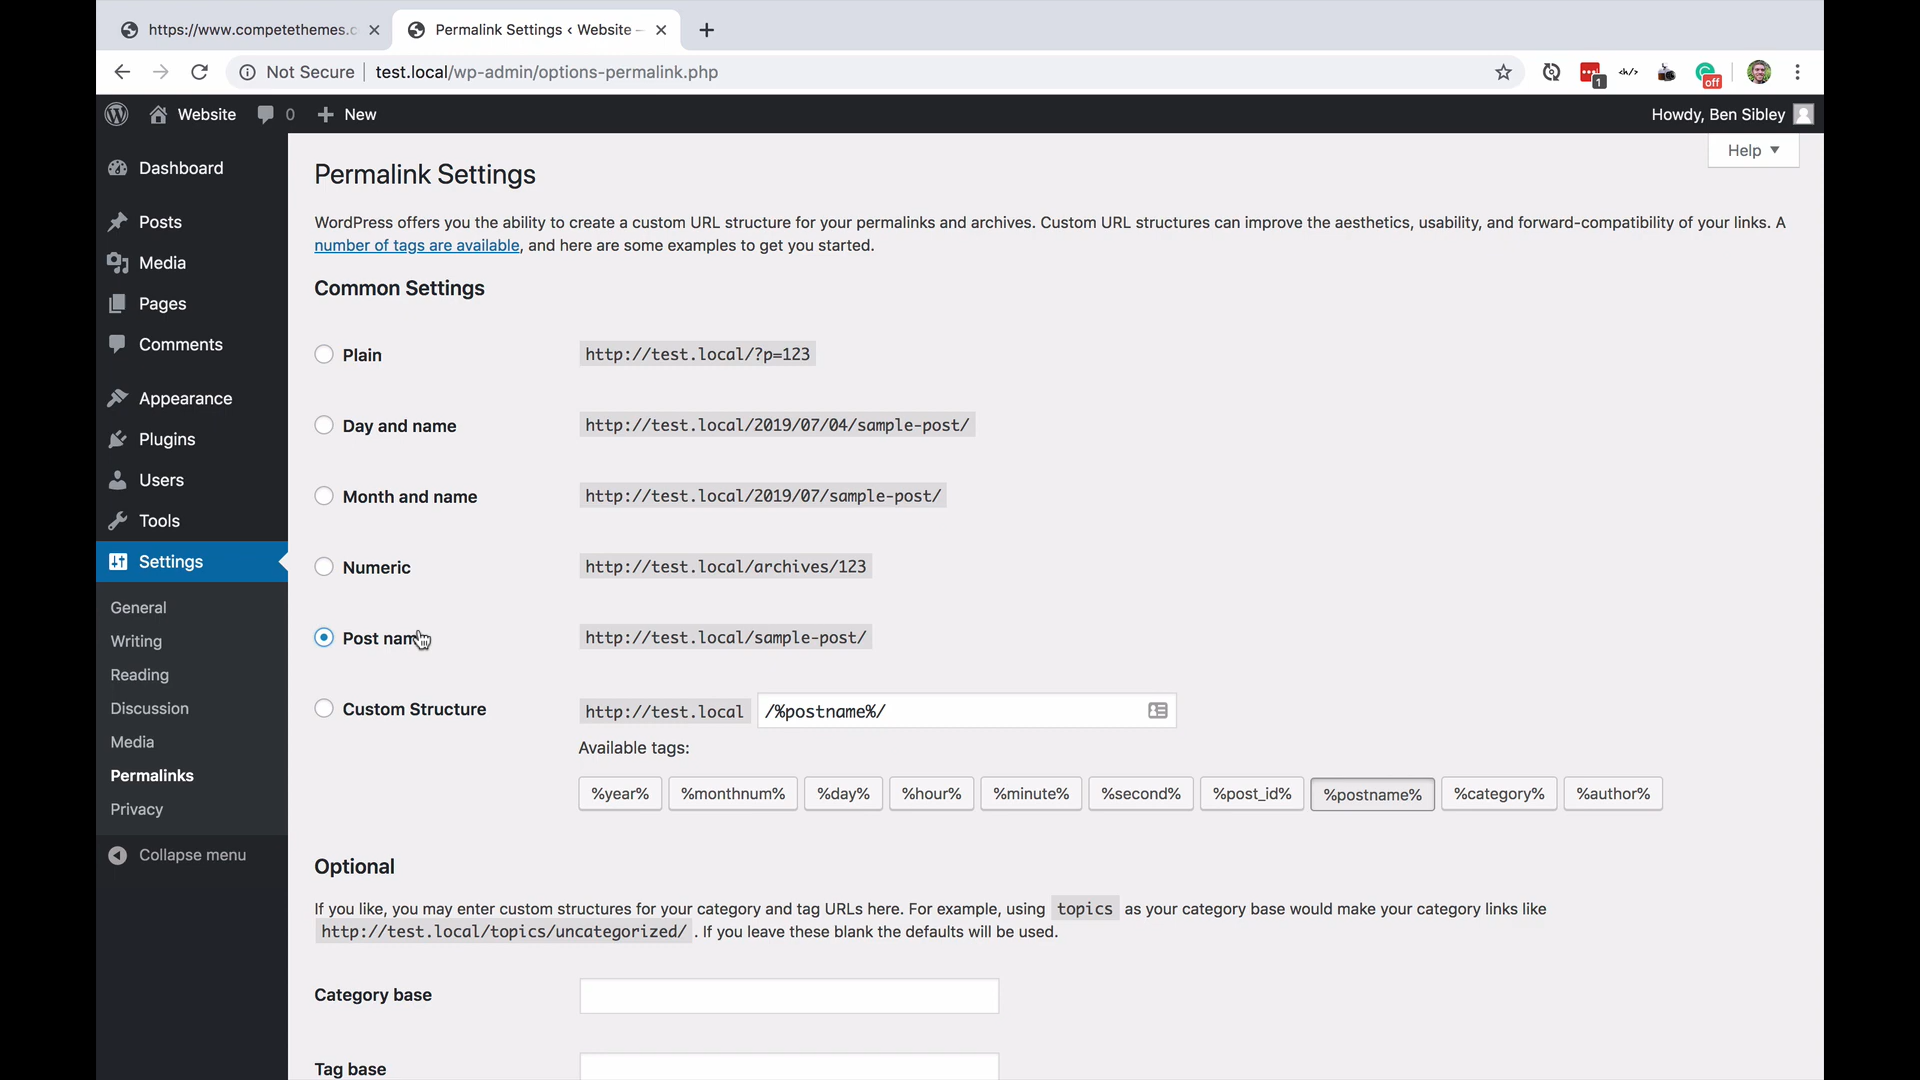 https://www.competethemes.c
Permalink Settings ‹ Website –
Not Secure
test.local/wp-admin/options-permalink.php
1
</>
off
Website
0
New
Howdy, Ben Sibley
Help
Dashboard
Posts
Media
Pages
Comments
Appearance
Plugins
Users
Tools
Settings
General
Writing
Reading
Discussion
Media
Permalinks
Privacy
Collapse menu
Permalink Settings
WordPress offers you the ability to create a custom URL structure for your permalinks and archives. Custom URL structures can improve the aesthetics, usability, and forward-compatibility of your links. A
number of tags are available, and here are some examples to get you started.
Common Settings
Plain http://test.local/?p=123
Day and name http://test.local/2019/07/04/sample-post/
Month and name http://test.local/2019/07/sample-post/
Numeric http://test.local/archives/123
Post name http://test.local/sample-post/
Custom Structure http://test.local /%postname%/
Available tags:
%year% %monthnum% %day% %hour% %minute% %second% %post_id% %postname% %category% %author%
Optional
If you like, you may enter custom structures for your category and tag URLs here. For example, using topics as your category base would make your category links like
http://test.local/topics/uncategorized/ . If you leave these blank the defaults will be used.
Category base
Tag base